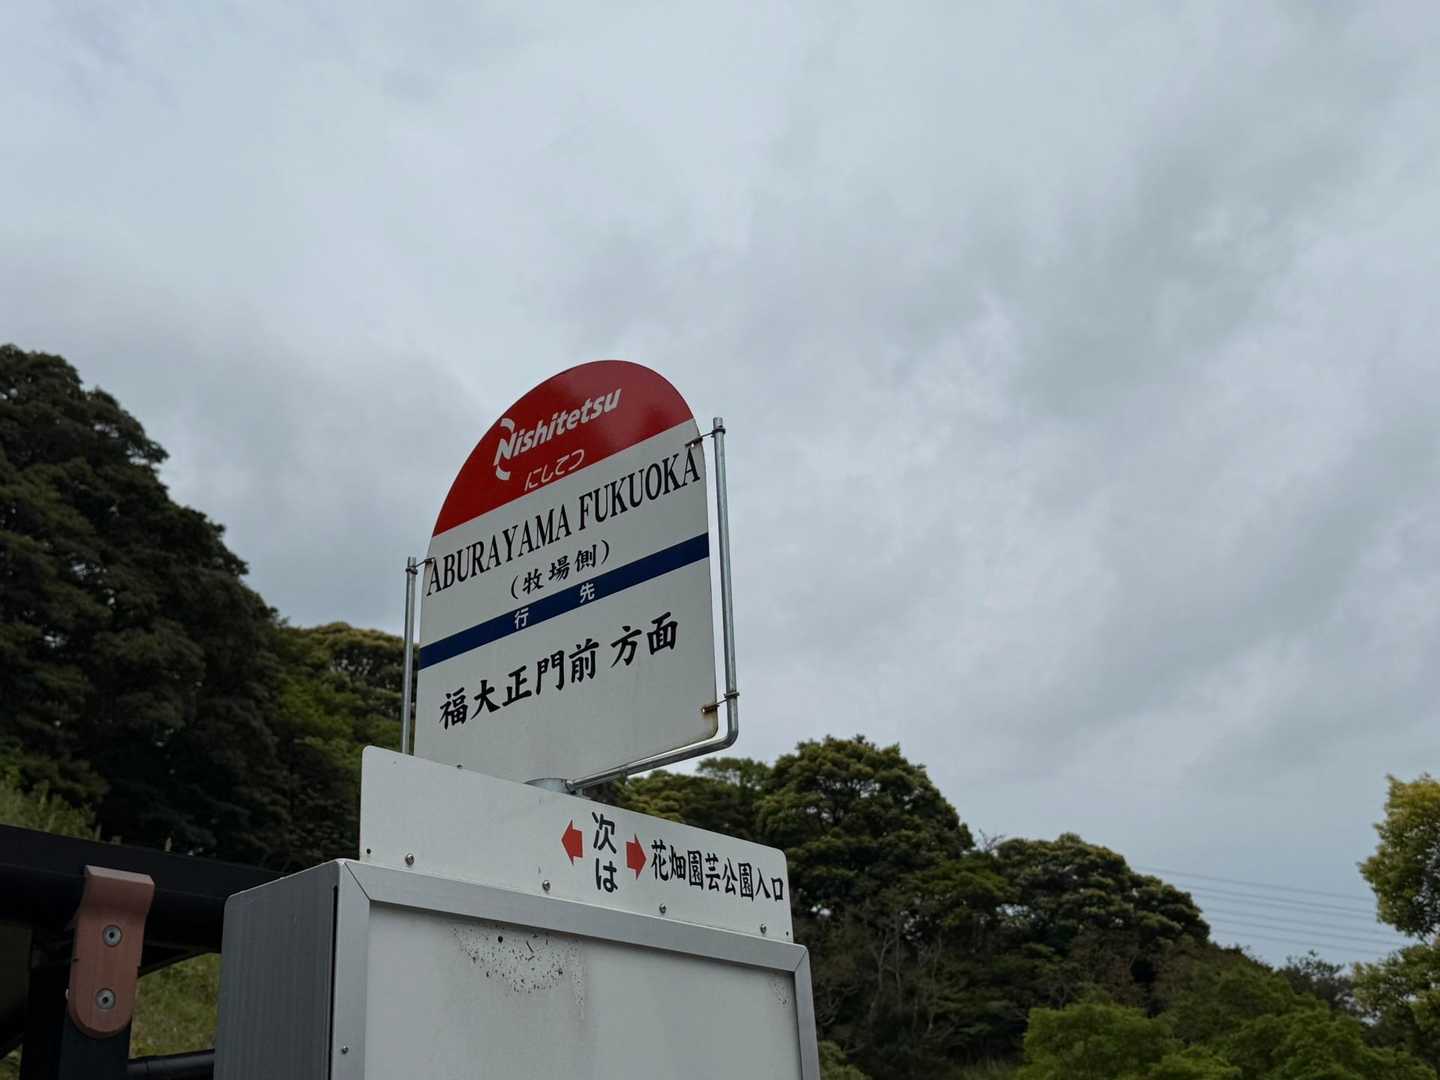 Nishitetsu
にしてつ
ABURAYAMA FUKUOKA
(牧場側)
行 先
福大正門前 方面
次は
花畑園芸公園入口